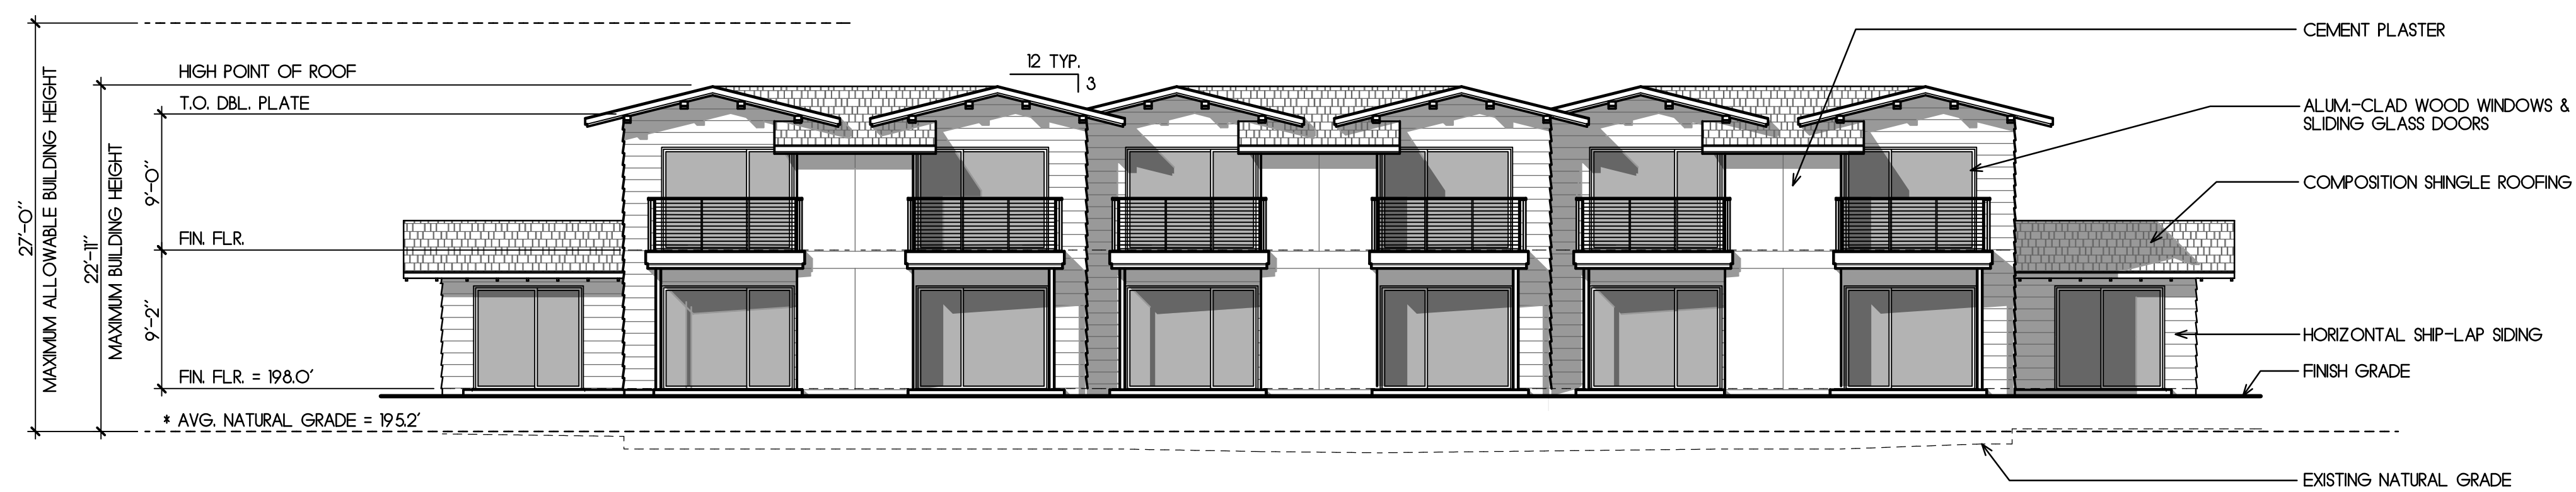 27'-0"
MAXIMUM ALLOWABLE BUILDING HEIGHT
22'-11"
MAXIMUM BUILDING HEIGHT
9'-0"
9'-2"
HIGH POINT OF ROOF
T.O. DBL. PLATE
FIN. FLR.
FIN. FLR. = 198.0'
* AVG. NATURAL GRADE = 195.2'
12 TYP.
3
CEMENT PLASTER
ALUM.-CLAD WOOD WINDOWS &
SLIDING GLASS DOORS
COMPOSITION SHINGLE ROOFING
HORIZONTAL SHIP-LAP SIDING
FINISH GRADE
EXISTING NATURAL GRADE